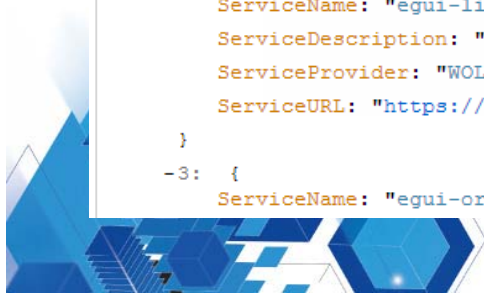 ServiceName: "egui-li
ServiceDescription: "
ServiceProvider: "WOL
ServiceURL: "https://
}
-3: {
ServiceName: "egui-or